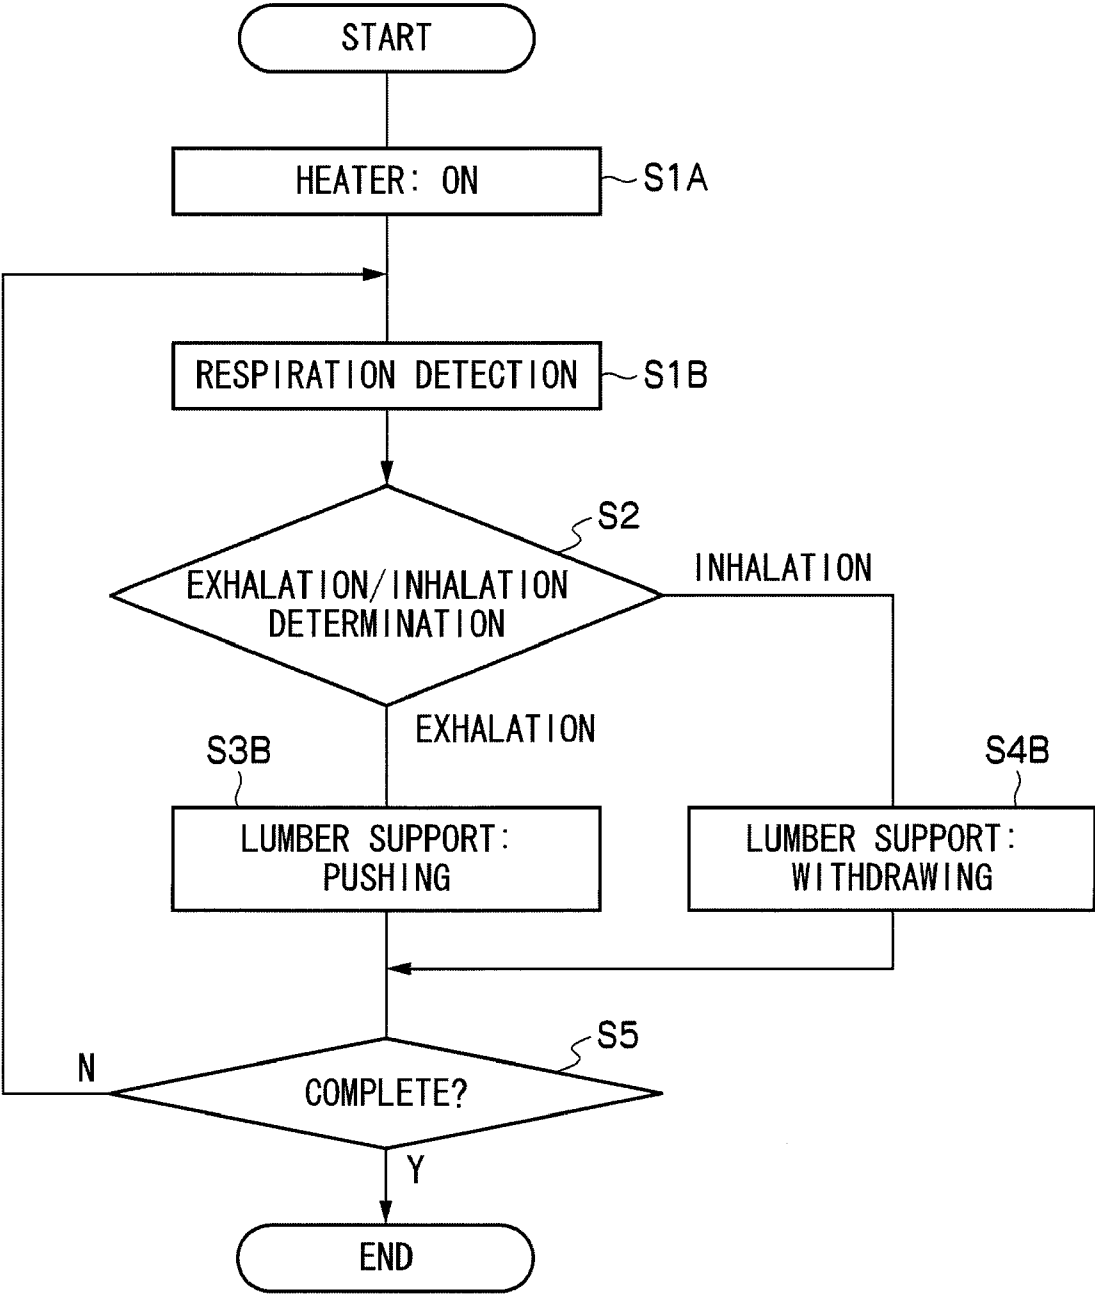 START
HEATER: ON
S1A
RESPIRATION DETECTION
S1B
S2
EXHALATION/INHALATION
DETERMINATION
INHALATION
EXHALATION
S3B
LUMBER SUPPORT:
PUSHING
S4B
LUMBER SUPPORT:
WITHDRAWING
S5
COMPLETE?
N
Y
END